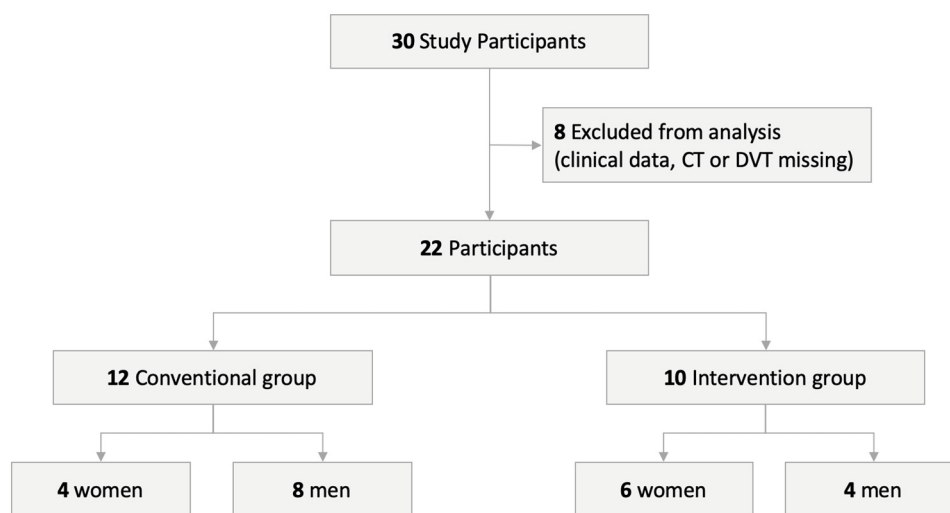 30 Study Participants
8 Excluded from analysis
(clinical data, CT or DVT missing)
22 Participants
12 Conventional group
10 Intervention group
4 women
8 men
6 women
4 men